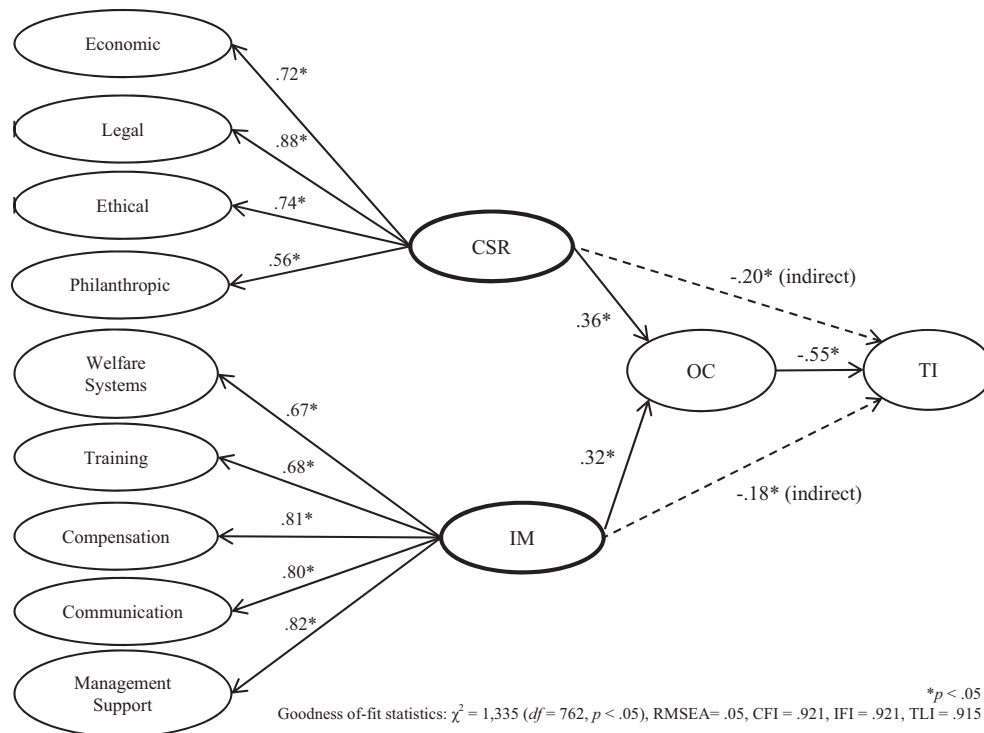 Economic
.72*
Legal
.88*
Ethical
.74*
CSR
.56*
Philanthropic
-.20* (indirect)
.36*
Welfare
Systems
OC
-.55*
TI
.67*
Training
.68*
.32*
-.18* (indirect)
Compensation
.81*
IM
.80*
Communication
.82*
Management
Support
*p < .05
Goodness of-fit statistics: χ² = 1,335 (df = 762, p < .05), RMSEA= .05, CFI = .921, IFI = .921, TLI = .915